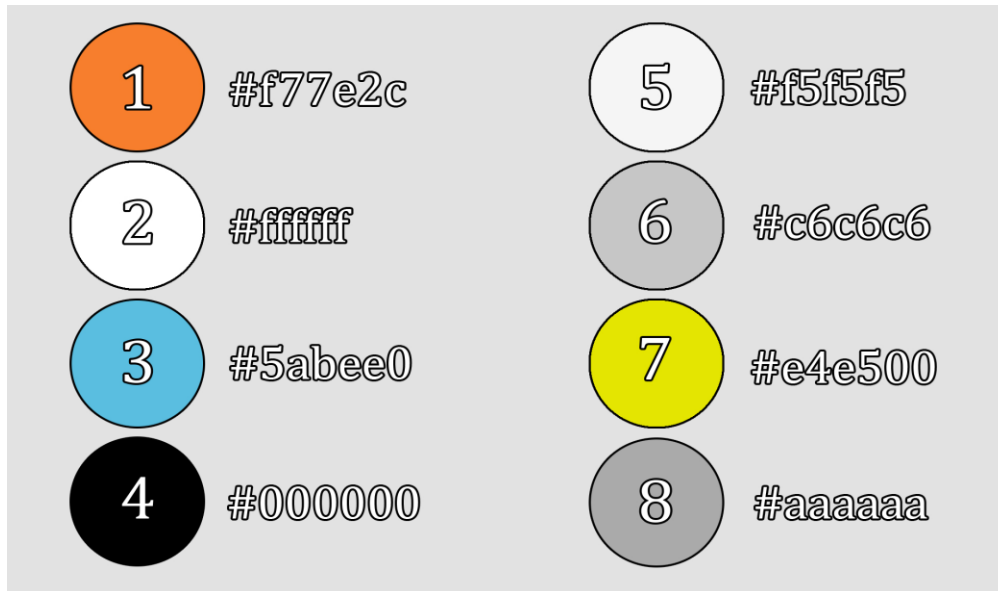 1 #f77e2c
2 #ffffff
3 #5abee0
4 #000000
5 #f5f5f5
6 #c6c6c6
7 #e4e500
8 #aaaaaa